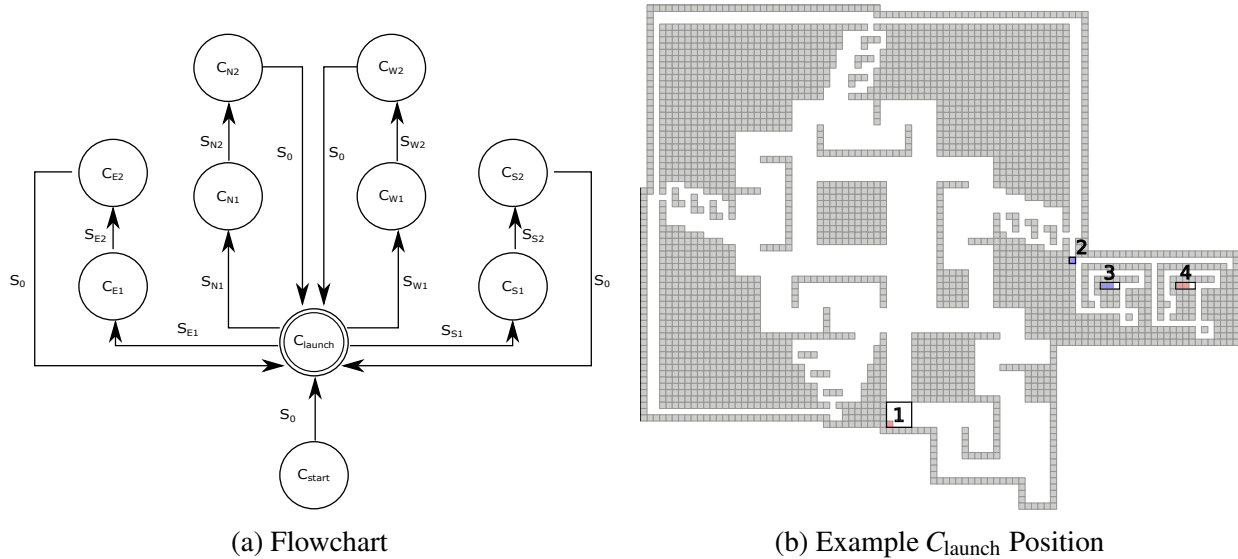 C_N2
C_W2
S_N2
S_0
S_0
S_W2
C_E2
C_S2
C_N1
C_W1
S_E2
S_S2
S_0
S_0
C_E1
S_N1
S_W1
C_S1
S_E1
S_S1
C_launch
S_0
C_start
2
3
4
1
(a) Flowchart
(b) Example C_launch Position